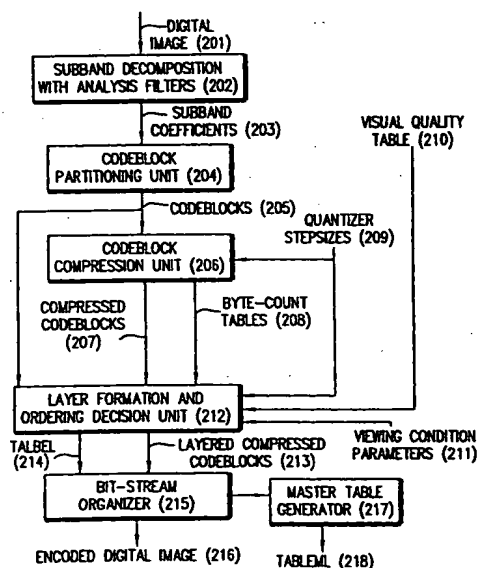 DIGITAL
IMAGE (201)
SUBBAND DECOMPOSITION
WITH ANALYSIS FILTERS (202)
SUBBAND
COEFFICIENTS (203)
VISUAL QUALITY
TABLE (210)
CODEBLOCK
PARTITIONING UNIT (204)
CODEBLOCKS (205)
QUANTIZER
STEPSIZES (209)
CODEBLOCK
COMPRESSION UNIT (206)
COMPRESSED
CODEBLOCKS
(207)
BYTE-COUNT
TABLES (208)
LAYER FORMATION AND
ORDERING DECISION UNIT (212)
VIEWING CONDITION
PARAMETERS (211)
TALBEL
(214)
LAYERED COMPRESSED
CODEBLOCKS (213)
BIT-STREAM
ORGANIZER (215)
MASTER TABLE
GENERATOR (217)
ENCODED DIGITAL IMAGE (216)
TABLEML (218)